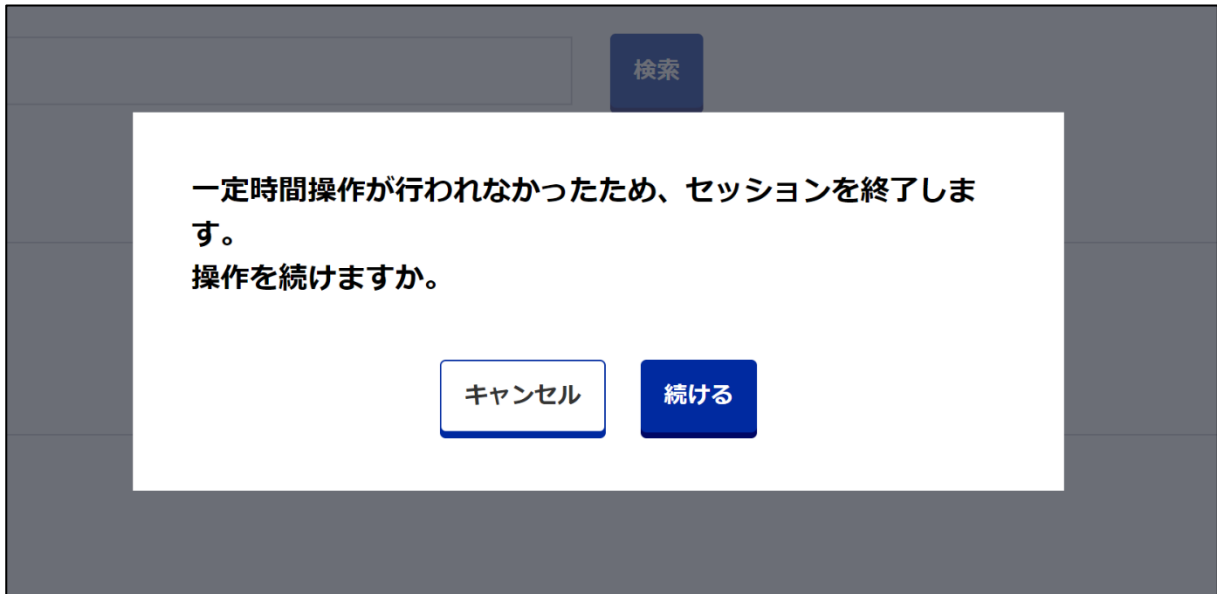 検索
一定時間操作が行われなかったため、セッションを終了しま
す。
操作を続けますか。
キャンセル
続ける